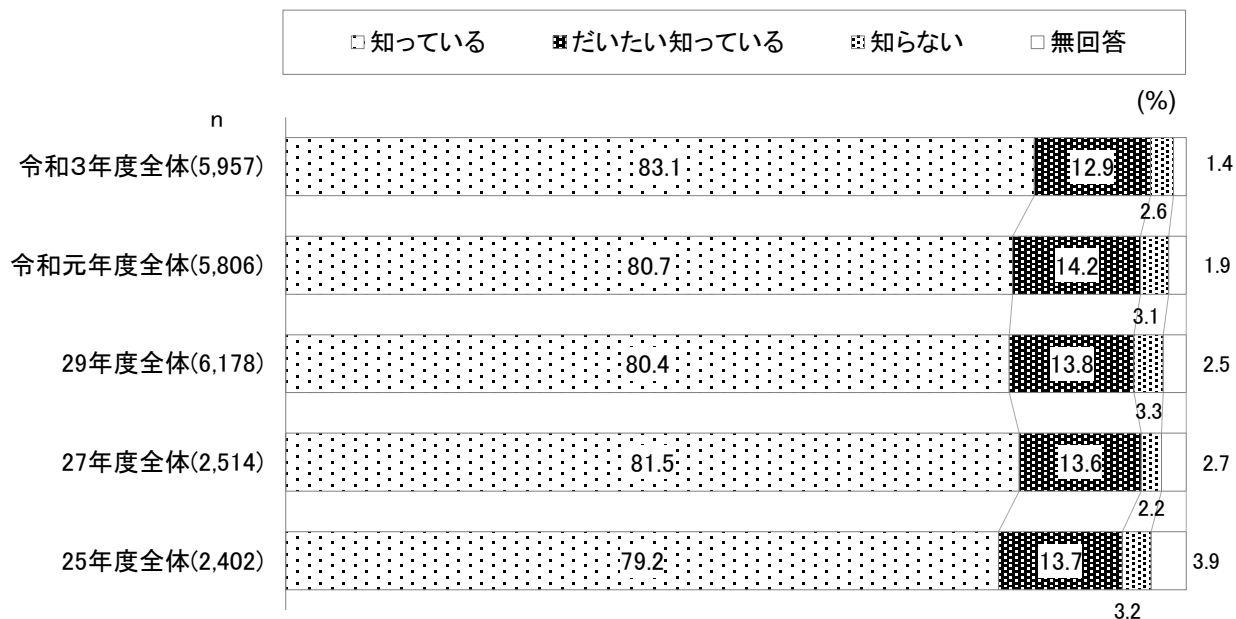 知っている だいたい知っている 知らない 無回答
(%)
n
令和3年度全体(5,957) 83.1 12.9 1.4
2.6
令和元年度全体(5,806) 80.7 14.2 1.9
3.1
29年度全体(6,178) 80.4 13.8 2.5
3.3
27年度全体(2,514) 81.5 13.6 2.7
2.2
25年度全体(2,402) 79.2 13.7 3.9
3.2